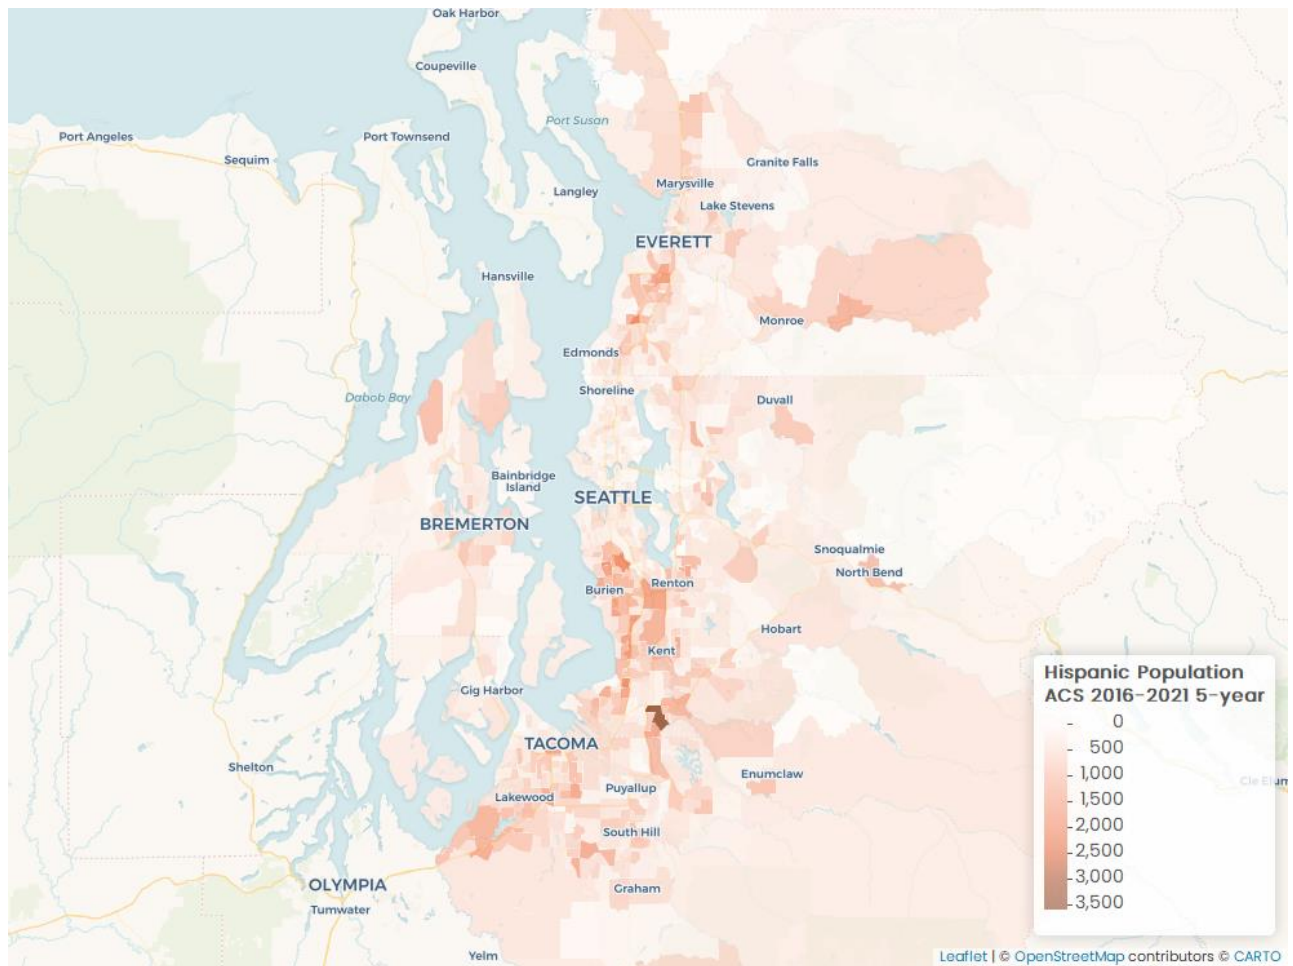 Oak Harbor
Coupeville
Port Susan
Port Angeles
Port Townsend
Sequim
Granite Falls
Marysville
Langley
Lake Stevens
EVERETT
Hansville
Monroe
Edmonds
Shoreline
Dabob Bay
Duvall
Bainbridge
Island
SEATTLE
BREMERTON
Snoqualmie
North Bend
Burien
Renton
Hobart
Kent
Gig Harbor
TACOMA
Shelton
Enumclaw
Puyallup
Lakewood
South Hill
OLYMPIA
Graham
Tumwater
Yelm
Hispanic Population
ACS 2016-2021 5-year
0
500
1,000
1,500
2,000
2,500
3,000
3,500
Cle Elum
Leaflet | © OpenStreetMap contributors © CARTO